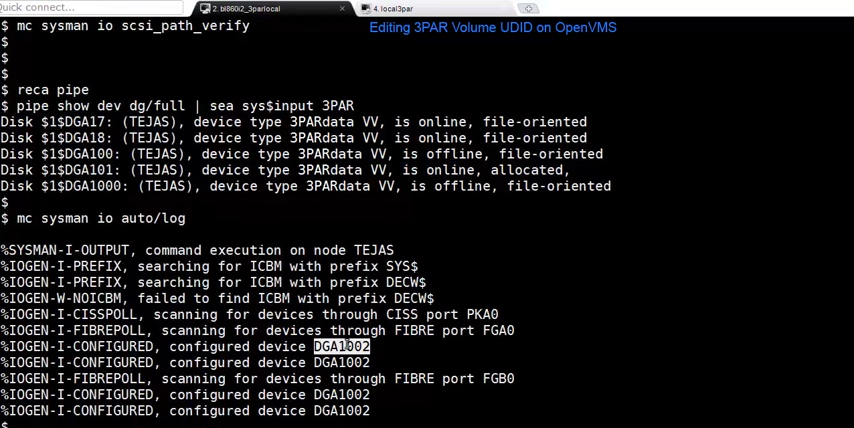 Quick connect...
2. bl860i2_3parlocal
4. local3par
$ mc sysman io scsi_path_verify
Editing 3PAR Volume UDID on OpenVMS
$
$
$
$ reca pipe
$ pipe show dev dg/full | sea sys$input 3PAR
Disk $1$DGA17: (TEJAS), device type 3PARdata VV, is online, file-oriented
Disk $1$DGA18: (TEJAS), device type 3PARdata VV, is online, file-oriented
Disk $1$DGA100: (TEJAS), device type 3PARdata VV, is offline, file-oriented
Disk $1$DGA101: (TEJAS), device type 3PARdata VV, is online, allocated,
Disk $1$DGA1000: (TEJAS), device type 3PARdata VV, is offline, file-oriented
$
$ mc sysman io auto/log
%SYSMAN-I-OUTPUT, command execution on node TEJAS
%IOGEN-I-PREFIX, searching for ICBM with prefix SYS$
%IOGEN-I-PREFIX, searching for ICBM with prefix DECW$
%IOGEN-W-NOICBM, failed to find ICBM with prefix DECW$
%IOGEN-I-CISSPOLL, scanning for devices through CISS port PKA0
%IOGEN-I-FIBREPOLL, scanning for devices through FIBRE port FGA0
%IOGEN-I-CONFIGURED, configured device DGA1002
%IOGEN-I-CONFIGURED, configured device DGA1002
%IOGEN-I-FIBREPOLL, scanning for devices through FIBRE port FGB0
%IOGEN-I-CONFIGURED, configured device DGA1002
%IOGEN-I-CONFIGURED, configured device DGA1002
$